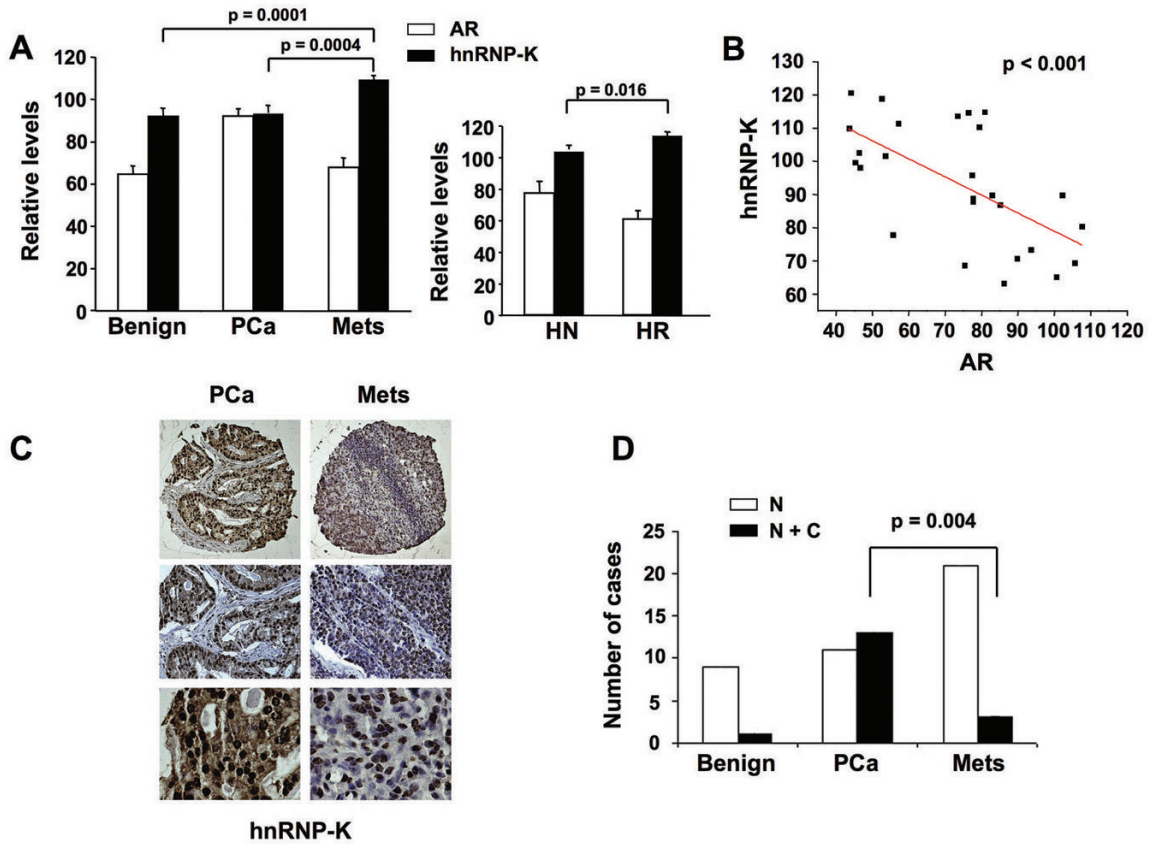 A
p = 0.0001
p = 0.0004
AR
hnRNP-K
Relative levels
120
100
80
60
40
20
0
Benign PCa Mets
p = 0.016
Relative levels
120
100
80
60
40
20
0
HN HR
B
p < 0.001
hnRNP-K
130
120
110
100
90
80
70
60
40 50 60 70 80 90 100 110 120
AR
C
PCa Mets
hnRNP-K
D
N
N + C
p = 0.004
Number of cases
25
20
15
10
5
0
Benign PCa Mets